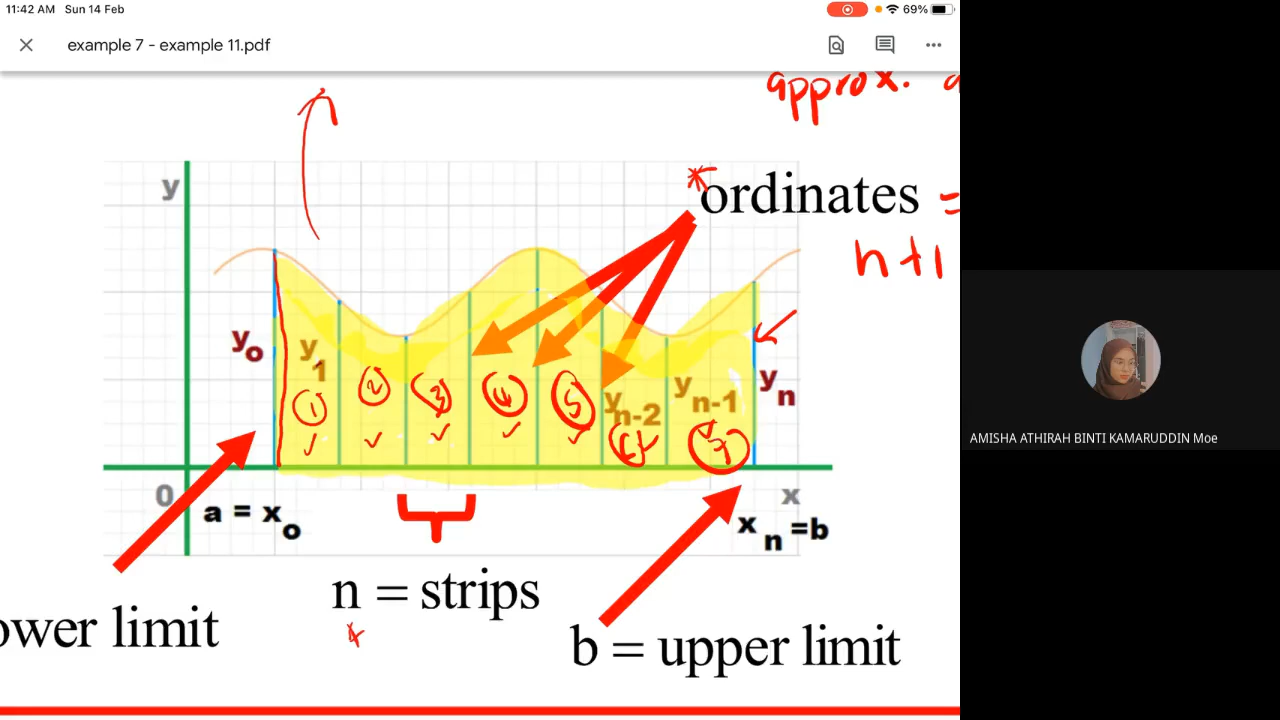 11:42 AM Sun 14 Feb
69%
example 7 - example 11.pdf
approx. a
y
*ordinates =
n+1
y0
y1
1
2
3
4
5
yn-2
yn-1
yn
7
0
a = x0
x
xn=b
n = strips
*
ower limit
b = upper limit
AMISHA ATHIRAH BINTI KAMARUDDIN Moe